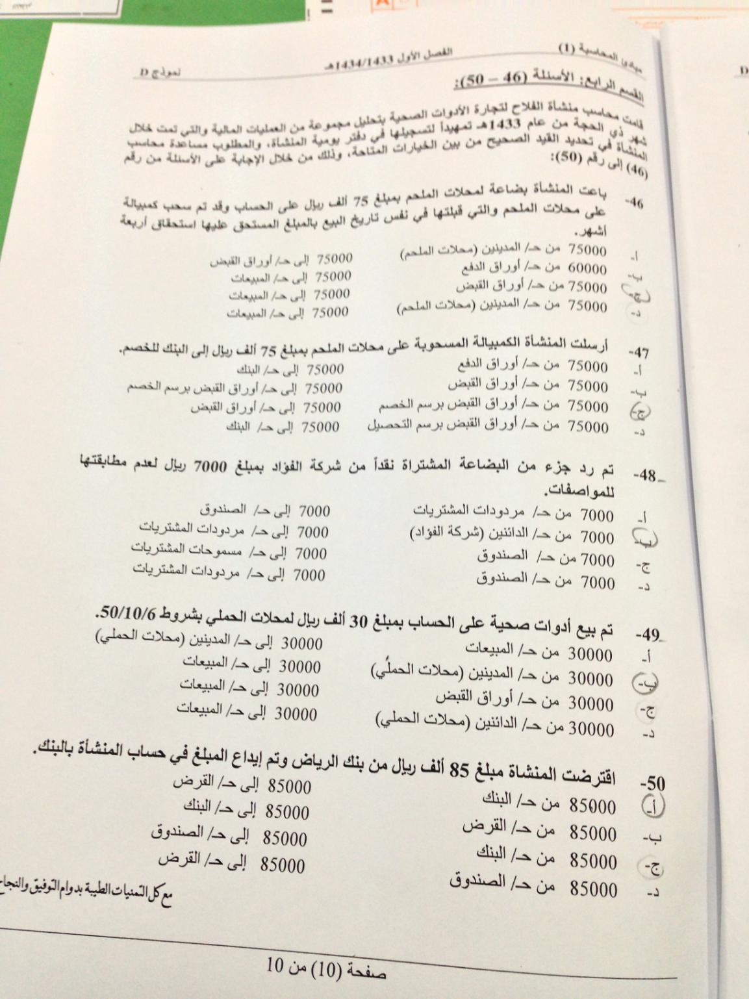 مبادئ المحاسبة (1) الفصل الأول 1434/1433هـ نموذج D
القسم الرابع: الأسئلة (46 – 50):
قامت محاسب منشأة الفلاح لتجارة الأدوات الصحية بتحليل مجموعة من العمليات المالية والتي تمت خلال
شهر ذي الحجة من عام 1433هـ تمهيداً لتسجيلها في دفتر يومية المنشأة، والمطلوب مساعدة محاسب
المنشأة في تحديد القيد الصحيح من بين الخيارات المتاحة، وذلك من خلال الإجابة على الأسئلة من رقم
(46) إلى رقم (50):
46- باعت المنشأة بضاعة لمحلات الملحم بمبلغ 75 ألف ريال على الحساب وقد تم سحب كمبيالة
على محلات الملحم والتي قبلتها في نفس تاريخ البيع بالمبلغ المستحق عليها استحقاق أربعة
أشهر.
أ- 75000 من حـ/ المدينين (محلات الملحم) 75000 إلى حـ/ أوراق القبض
ب- 60000 من حـ/ أوراق الدفع 75000 إلى حـ/ المبيعات
ج- 75000 من حـ/ أوراق القبض 75000 إلى حـ/ المبيعات
د- 75000 من حـ/ المدينين (محلات الملحم) 75000 إلى حـ/ المبيعات
47- أرسلت المنشأة الكمبيالة المسحوبة على محلات الملحم بمبلغ 75 ألف ريال إلى البنك للخصم.
أ- 75000 من حـ/ أوراق الدفع 75000 إلى حـ/ البنك
ب- 75000 من حـ/ أوراق القبض 75000 إلى حـ/ أوراق القبض برسم الخصم
ج- 75000 من حـ/ أوراق القبض برسم الخصم 75000 إلى حـ/ أوراق القبض
د- 75000 من حـ/ أوراق القبض برسم التحصيل 75000 إلى حـ/ البنك
48- تم رد جزء من البضاعة المشتراة نقداً من شركة الفؤاد بمبلغ 7000 ريال لعدم مطابقتها
للمواصفات.
أ- 7000 من حـ/ مردودات المشتريات 7000 إلى حـ/ الصندوق
ب- 7000 من حـ/ الدائنين (شركة الفؤاد) 7000 إلى حـ/ مردودات المشتريات
ج- 7000 من حـ/ الصندوق 7000 إلى حـ/ مسموحات المشتريات
د- 7000 من حـ/ الصندوق 7000 إلى حـ/ مردودات المشتريات
49- تم بيع أدوات صحية على الحساب بمبلغ 30 ألف ريال لمحلات الحملي بشروط 50/10/6.
أ- 30000 من حـ/ المبيعات 30000 إلى حـ/ المدينين (محلات الحملي)
ب- 30000 من حـ/ المدينين (محلات الحملي) 30000 إلى حـ/ المبيعات
ج- 30000 من حـ/ أوراق القبض 30000 إلى حـ/ المبيعات
د- 30000 من حـ/ الدائنين (محلات الحملي) 30000 إلى حـ/ المبيعات
50- اقترضت المنشاة مبلغ 85 ألف ريال من بنك الرياض وتم إيداع المبلغ في حساب المنشأة بالبنك.
أ- 85000 من حـ/ البنك 85000 إلى حـ/ القرض
ب- 85000 من حـ/ القرض 85000 إلى حـ/ البنك
ج- 85000 من حـ/ البنك 85000 إلى حـ/ الصندوق
د- 85000 من حـ/ الصندوق 85000 إلى حـ/ القرض
مع كل التمنيات الطيبة بدوام التوفيق والنجاح
صفحة (10) من 10